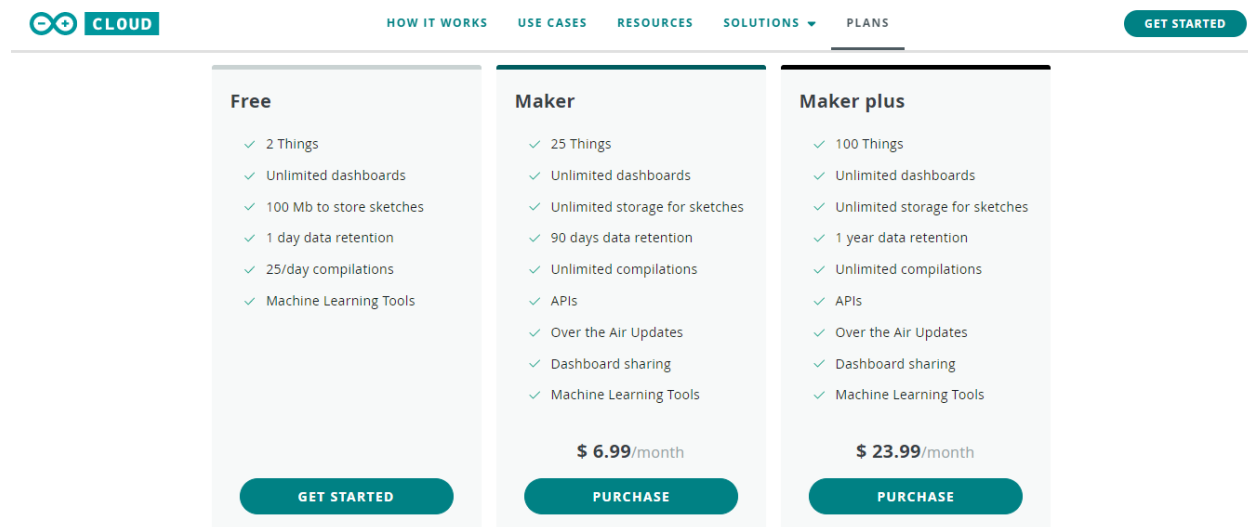 CLOUD
HOW IT WORKS
USE CASES
RESOURCES
SOLUTIONS
PLANS
GET STARTED
Free
2 Things
Unlimited dashboards
100 Mb to store sketches
1 day data retention
25/day compilations
Machine Learning Tools
GET STARTED
Maker
25 Things
Unlimited dashboards
Unlimited storage for sketches
90 days data retention
Unlimited compilations
APIs
Over the Air Updates
Dashboard sharing
Machine Learning Tools
$ 6.99/month
PURCHASE
Maker plus
100 Things
Unlimited dashboards
Unlimited storage for sketches
1 year data retention
Unlimited compilations
APIs
Over the Air Updates
Dashboard sharing
Machine Learning Tools
$ 23.99/month
PURCHASE